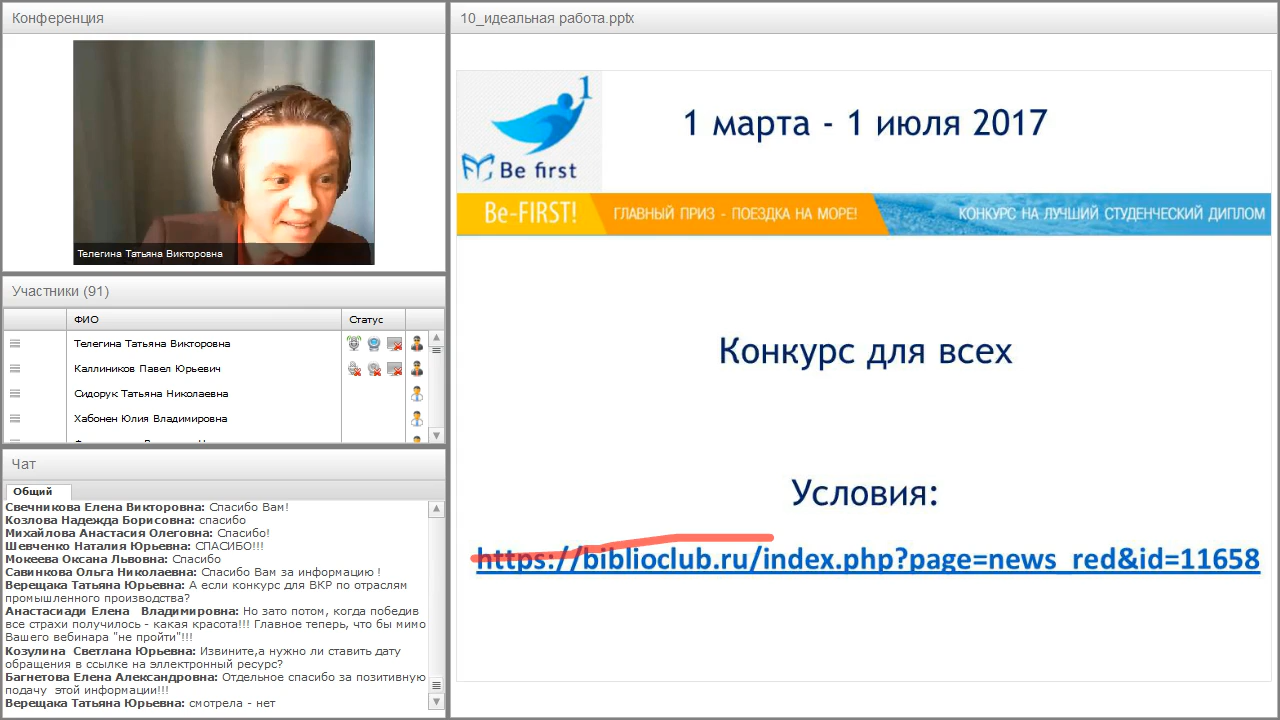 Конференция
Телегина Татьяна Викторовна
Участники (91)
ФИО
Статус
Телегина Татьяна Викторовна
Каллиников Павел Юрьевич
Сидорук Татьяна Николаевна
Хабонен Юлия Владимировна
Чат
Общий
Свечникова Елена Викторовна: Спасибо Вам!
Козлова Надежда Борисовна: спасибо
Михайлова Анастасия Олеговна: Спасибо!
Шевченко Наталия Юрьевна: СПАСИБО!!!
Мокеева Оксана Львовна: Спасибо
Савинкова Ольга Николаевна: Спасибо Вам за информацию !
Верещака Татьяна Юрьевна: А если конкурс для ВКР по отраслям
промышленного производства?
Анастасиади Елена Владимировна: Но зато потом, когда победив
все страхи получилось - какая красота!!! Главное теперь, что бы мимо
Вашего вебинара "не пройти"!!!
Козулина Светлана Юрьевна: Извините,а нужно ли ставить дату
обращения в ссылке на эллектронный ресурс?
Багнетова Елена Александровна: Отдельное спасибо за позитивную
подачу этой информации!!!
Верещака Татьяна Юрьевна: смотрела - нет
10_идеальная работа.pptx
1
Be first
1 марта - 1 июля 2017
Be-FIRST!
ГЛАВНЫЙ ПРИЗ - ПОЕЗДКА НА МОРЕ!
КОНКУРС НА ЛУЧШИЙ СТУДЕНЧЕСКИЙ ДИПЛОМ
Конкурс для всех
Условия:
https://biblioclub.ru/index.php?page=news_red&id=11658